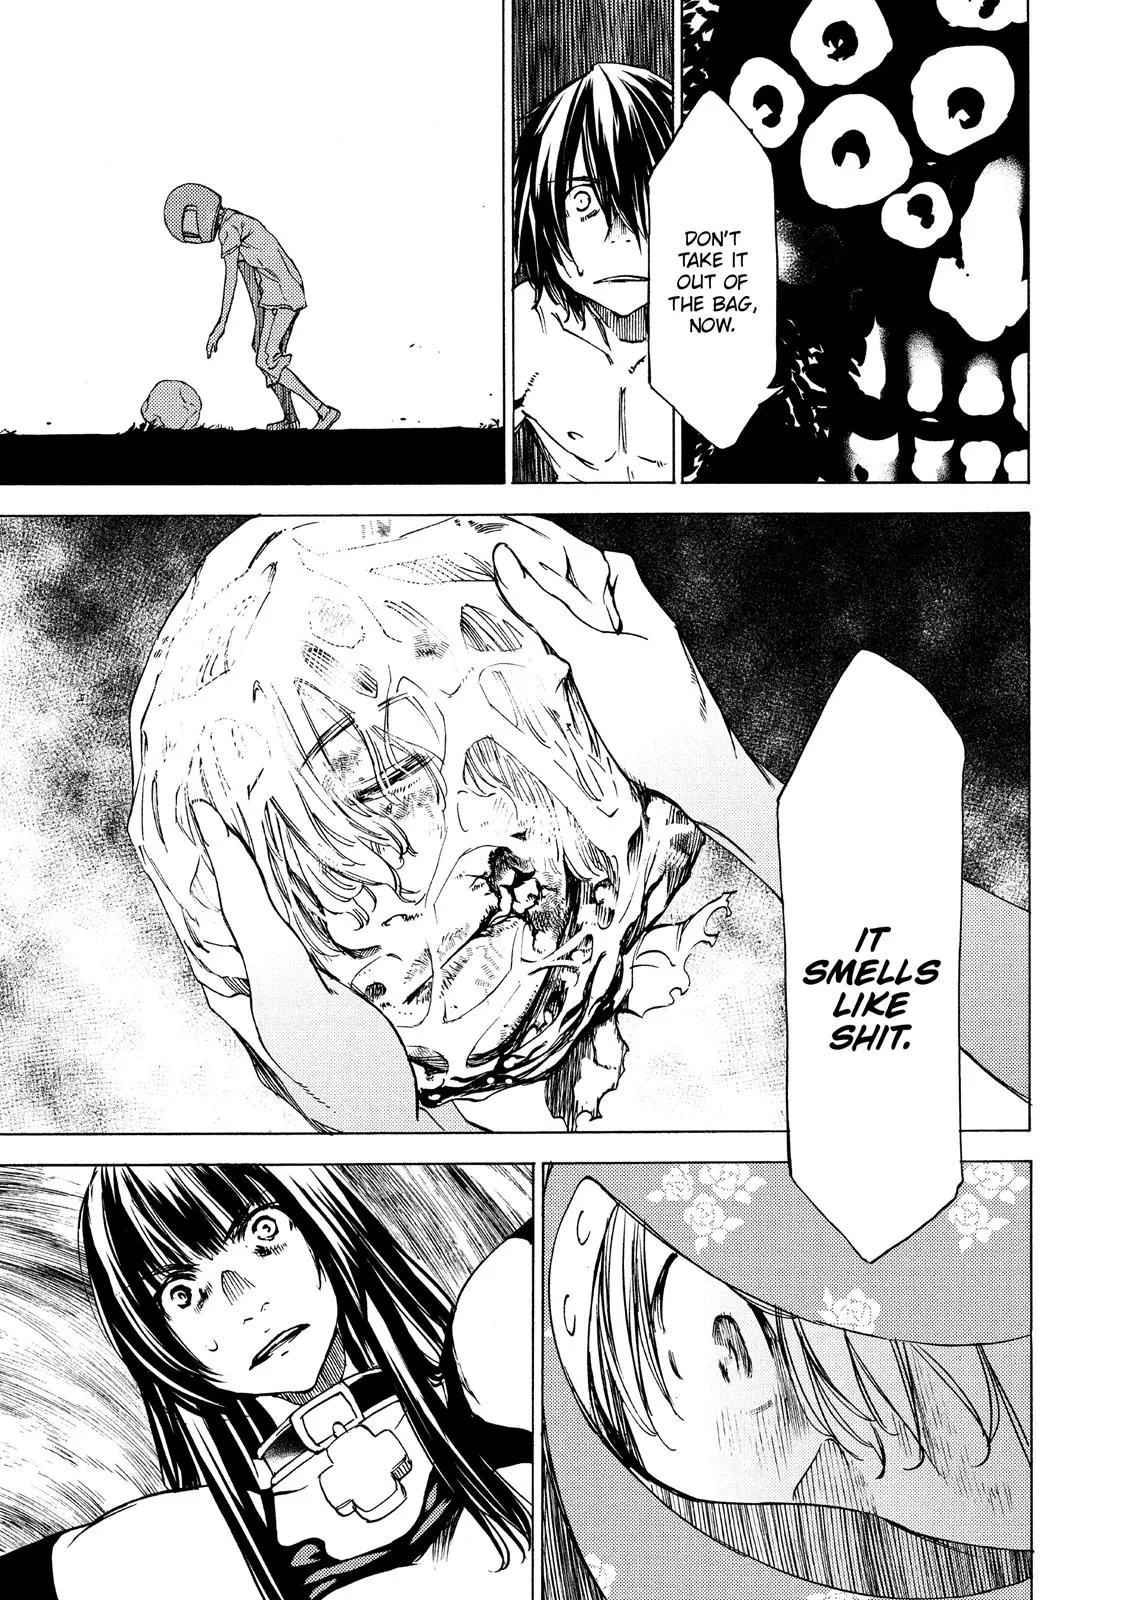 DON'T
TAKE IT
OUT OF
THE BAG,
NOW.
IT
SMELLS
LIKE
SHIT.